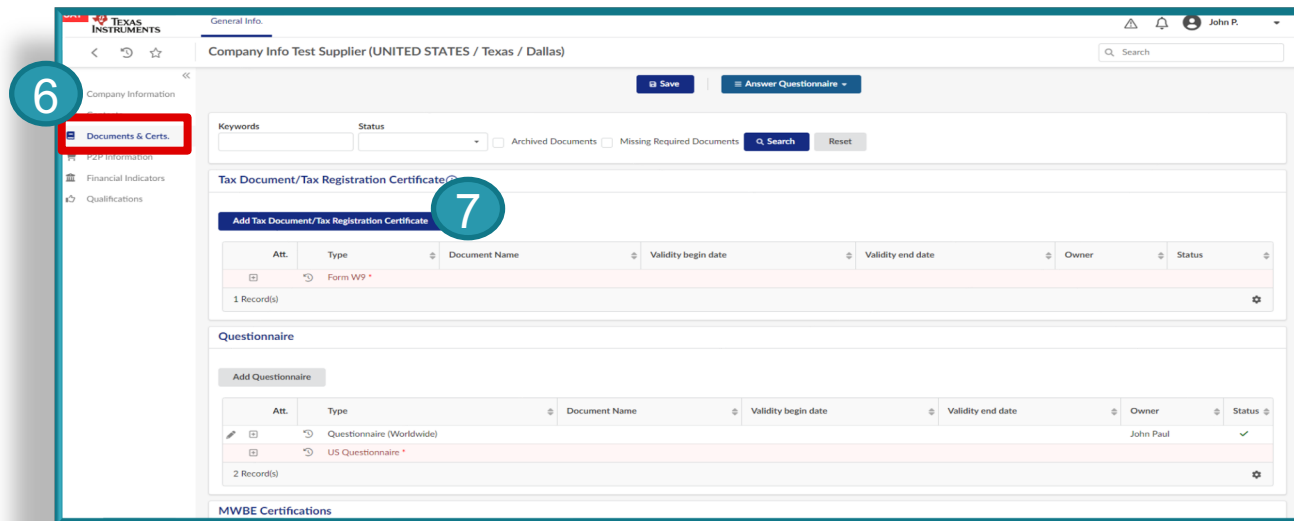 TEXAS INSTRUMENTS
General Info.
John P.
Company Info Test Supplier (UNITED STATES / Texas / Dallas)
Search
6
Company Information
Save
Answer Questionnaire
Documents & Certs.
P2P Information
Financial Indicators
Qualifications
Keywords
Status
Archived Documents
Missing Required Documents
Search
Reset
Tax Document/Tax Registration Certificate
Add Tax Document/Tax Registration Certificate
7
Att. Type Document Name Validity begin date Validity end date Owner Status
Form W9 *
1 Record(s)
Questionnaire
Add Questionnaire
Att. Type Document Name Validity begin date Validity end date Owner Status
Questionnaire (Worldwide) John Paul
US Questionnaire *
2 Record(s)
MWBE Certifications